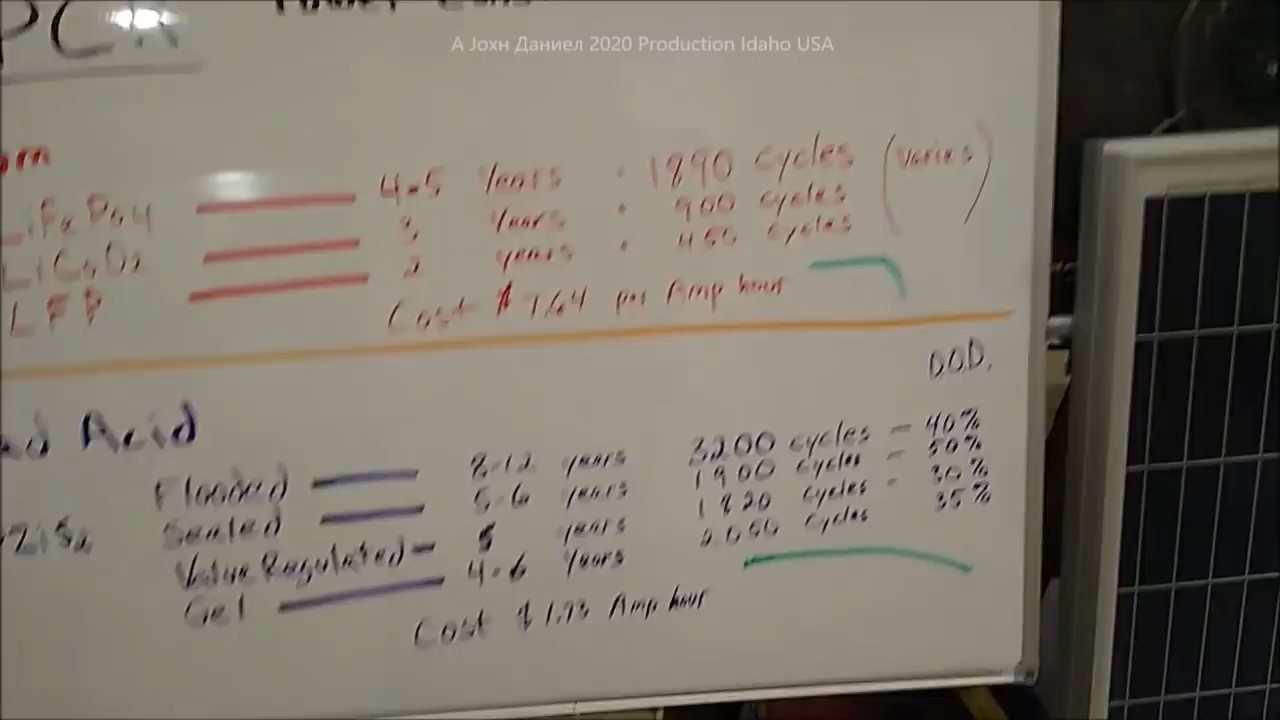 A Joхн Даниел 2020 Production Idaho USA
PCR
LiFePo4 4-5 Years 1890 cycles (varies)
LiCoO2 3 Years 900 cycles
LFP 2 years 450 cycles
Cost $ 7.64 per Amp hour
D.O.D.
Acid
Flooded 8-12 years 3200 cycles - 40%
Sealed 5-6 years 1900 cycles - 50%
Value Regulated 5 years 1820 cycles - 30%
Gel 4-6 years 2050 cycles 35%
Cost $ 1.73 Amp hour